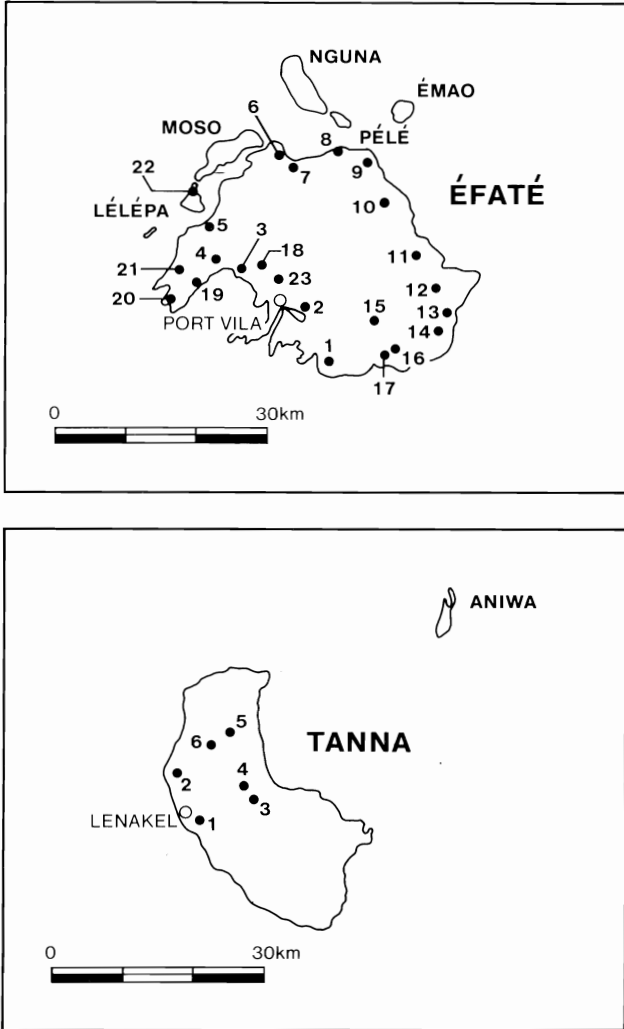 NGUNA
ÉMAO
6
MOSO
8
PÉLÉ
7
9
22
ÉFATÉ
10
LÉLÉPA
5
3
4
18
11
21
23
12
20
19
2
15
13
PORT VILA
14
1
16
17
0 30km
ANIWA
5
TANNA
6
4
2
3
LENAKEL
1
0 30km